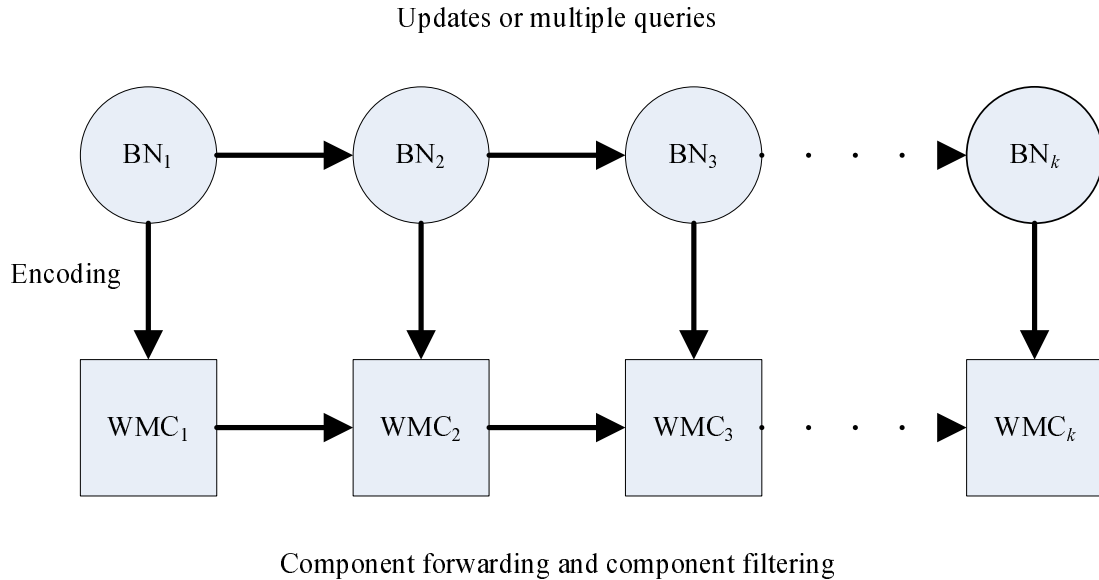 Updates or multiple queries
BN₁ BN₂ BN₃ . . . . BNₖ
Encoding
WMC₁ WMC₂ WMC₃ . . . . WMCₖ
Component forwarding and component filtering